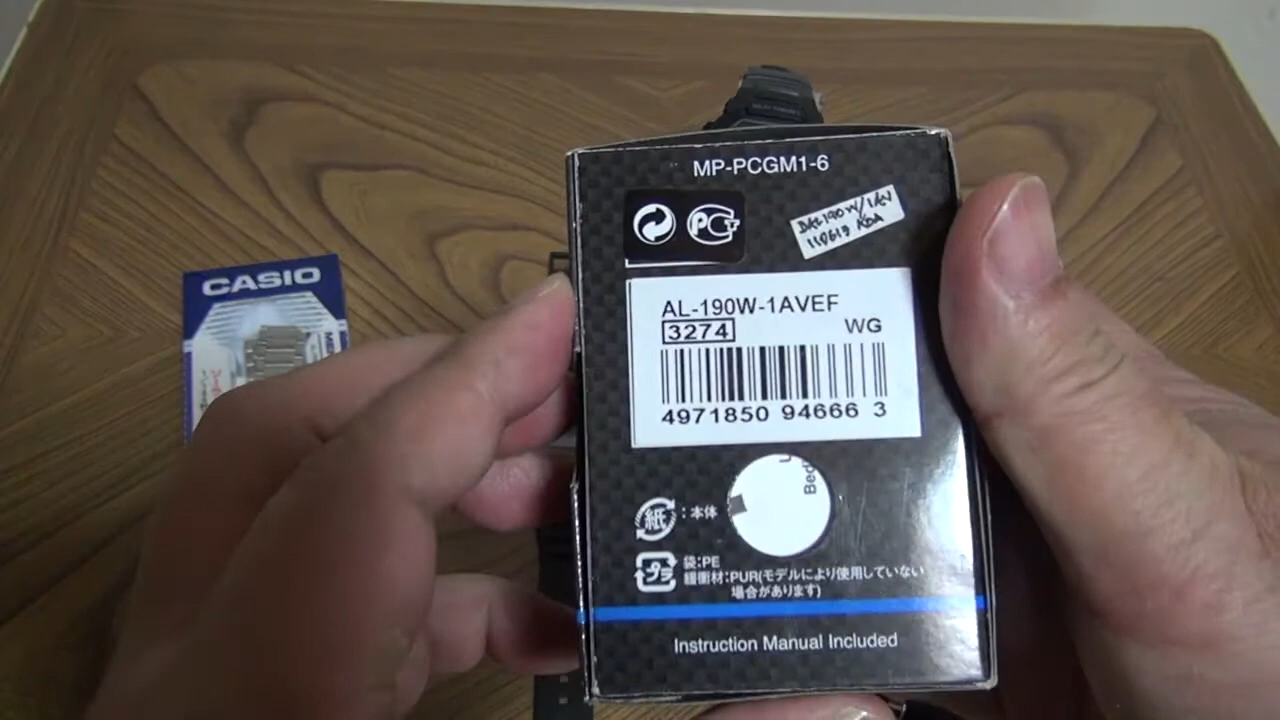 MP-PCGM1-6
AL-190W-1AVEF
3274
WG
4971850 94666 3
紙:本体
プラ
袋:PE
緩衝材:PUR(モデルにより使用していない
場合があります)
Instruction Manual Included
CASIO